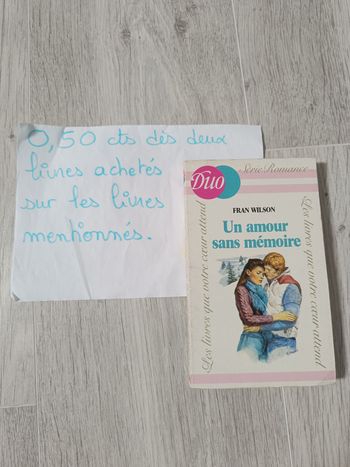 0,50 cts dès deux
livres achetés
sur les livres
mentionnés.
Duo
Série Romance
FRAN WILSON
Un amour
sans mémoire
Les livres que votre cœur attend
Les livres que votre cœur attend